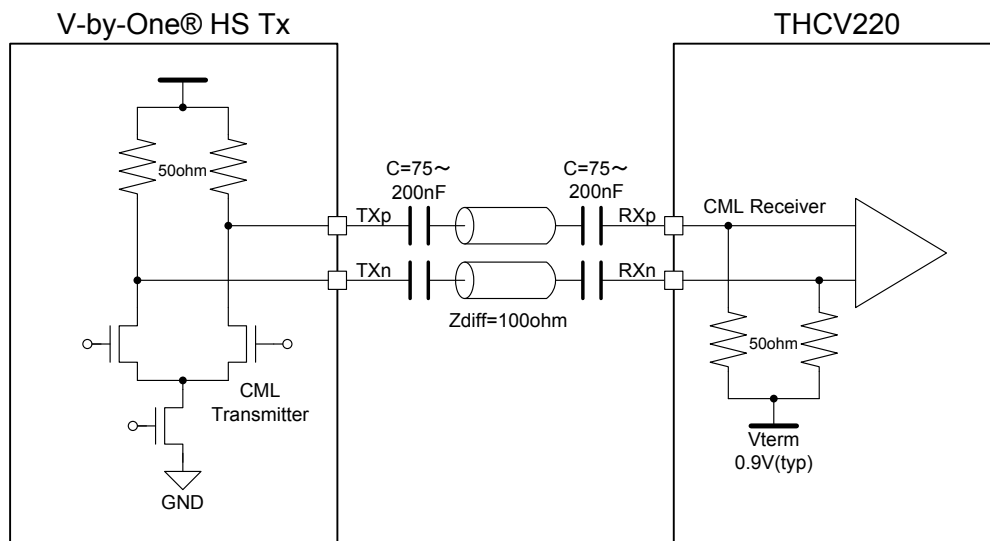 V-by-One® HS Tx
THCV220
50ohm
C=75～
200nF
C=75～
200nF
TXp
RXp
CML Receiver
TXn
RXn
Zdiff=100ohm
50ohm
CML
Transmitter
Vterm
0.9V(typ)
GND